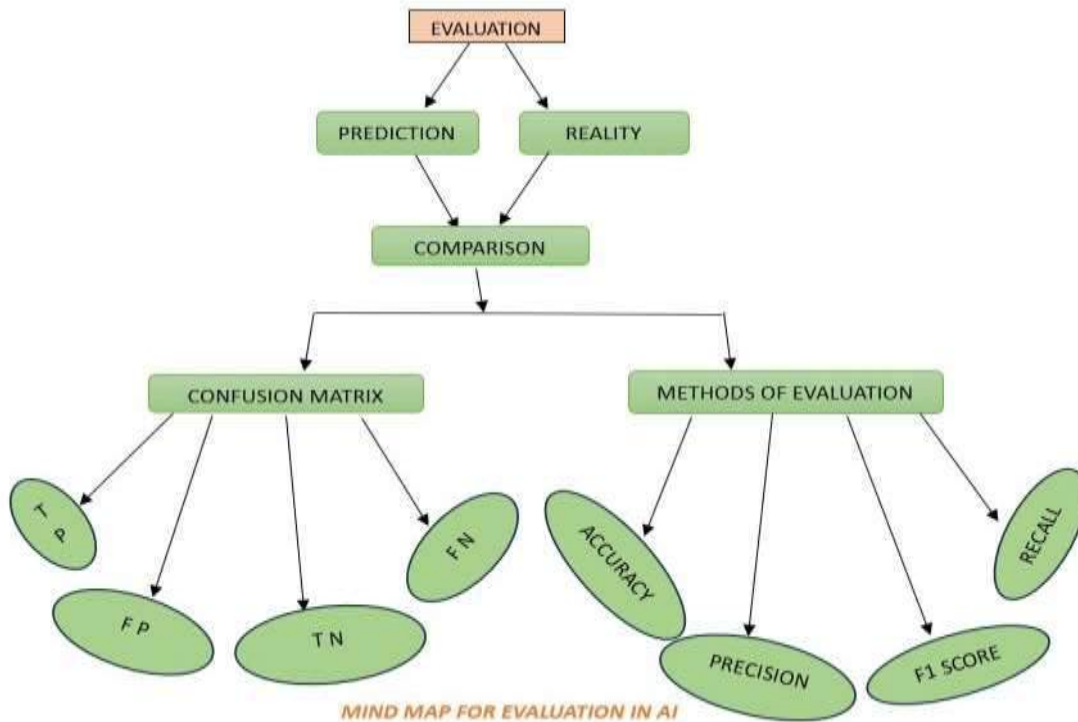 EVALUATION
PREDICTION
REALITY
COMPARISON
CONFUSION MATRIX
METHODS OF EVALUATION
T P
F P
T N
F N
ACCURACY
PRECISION
F1 SCORE
RECALL
MIND MAP FOR EVALUATION IN AI